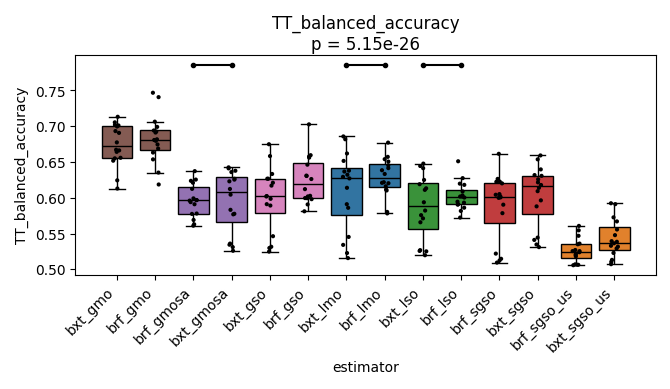 TT_balanced_accuracy
p = 5.15e-26
TT_balanced_accuracy
0.75
0.70
0.65
0.60
0.55
0.50
bxt_gmo
brf_gmo
brf_gmosa
bxt_gmosa
bxt_gso
brf_gso
bxt_lmo
brf_lmo
bxt_lso
brf_lso
brf_sgso
bxt_sgso
brf_sgso_us
bxt_sgso_us
estimator